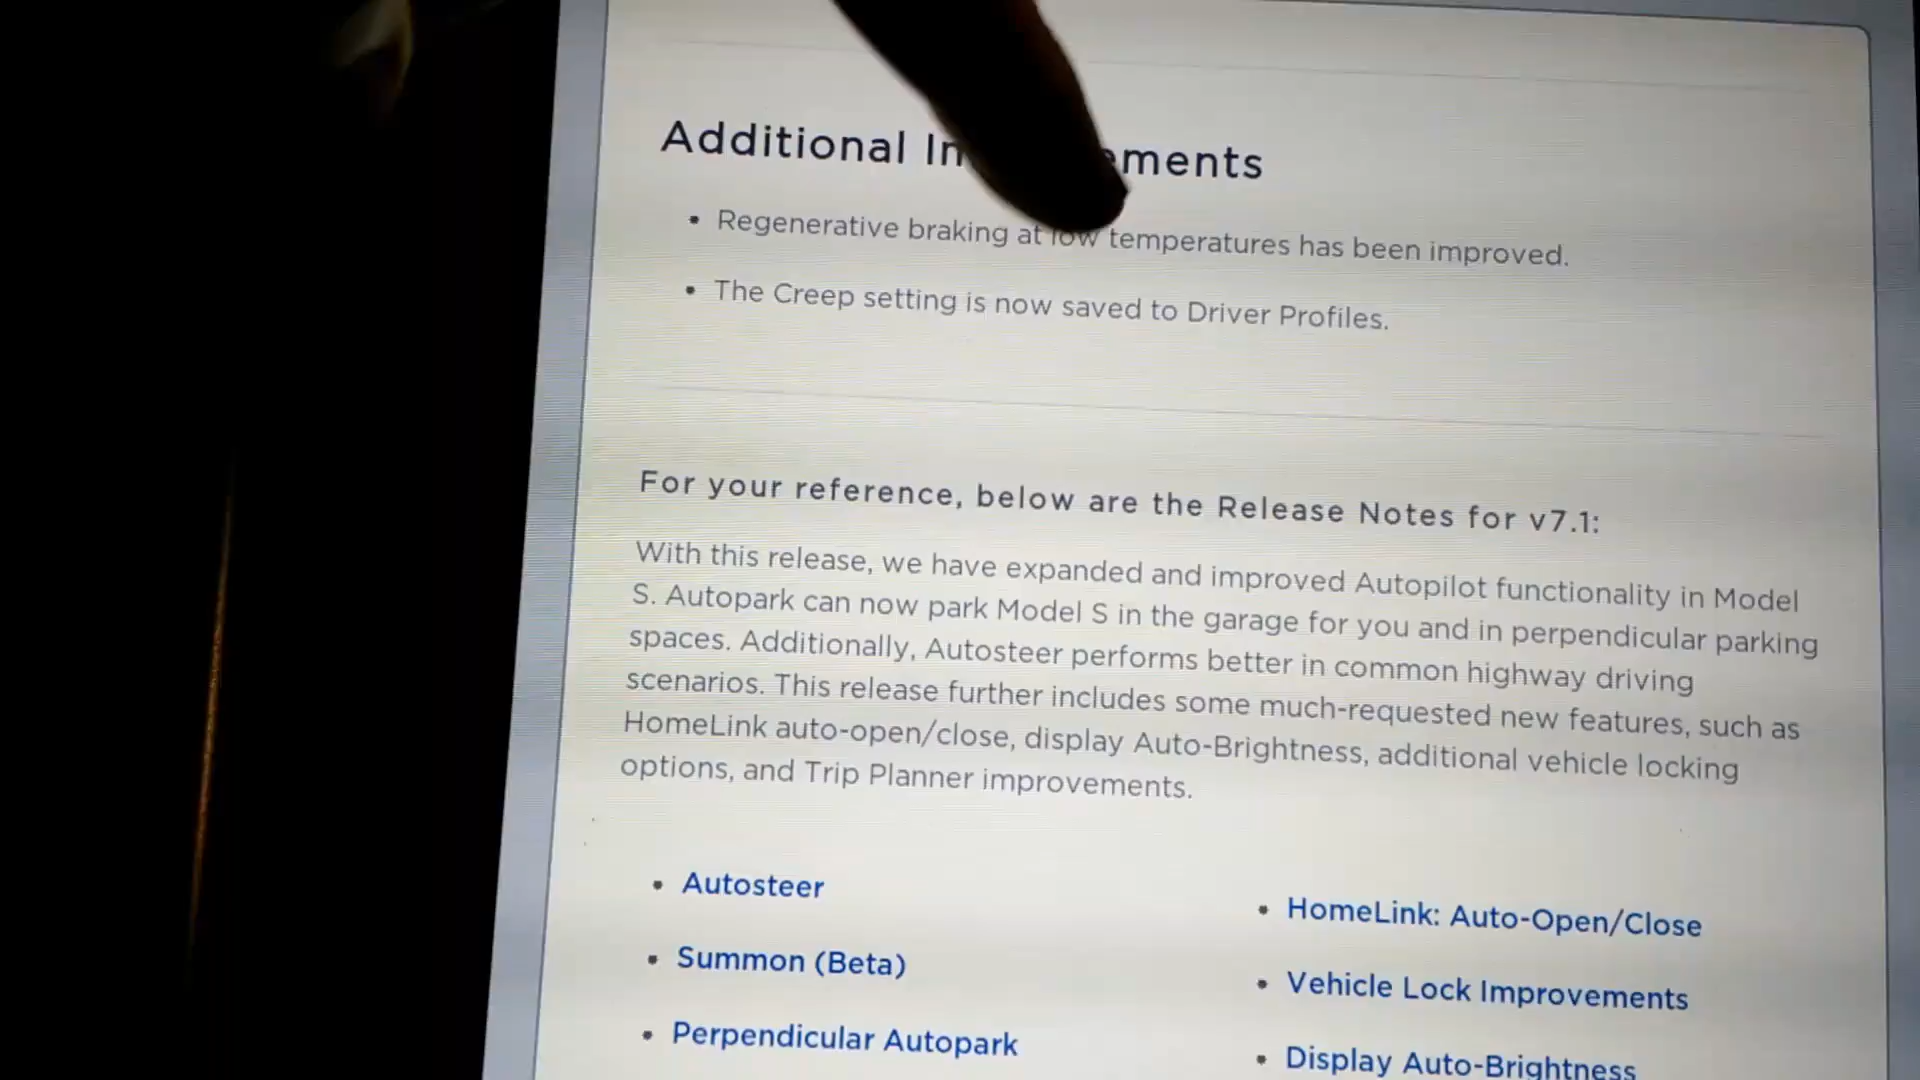 Additional In ements
• Regenerative braking at low temperatures has been improved.
• The Creep setting is now saved to Driver Profiles.
For your reference, below are the Release Notes for v7.1:
With this release, we have expanded and improved Autopilot functionality in Model
S. Autopark can now park Model S in the garage for you and in perpendicular parking
spaces. Additionally, Autosteer performs better in common highway driving
scenarios. This release further includes some much-requested new features, such as
HomeLink auto-open/close, display Auto-Brightness, additional vehicle locking
options, and Trip Planner improvements.
• Autosteer
• Summon (Beta)
• Perpendicular Autopark
• HomeLink: Auto-Open/Close
• Vehicle Lock Improvements
• Display Auto-Brightness